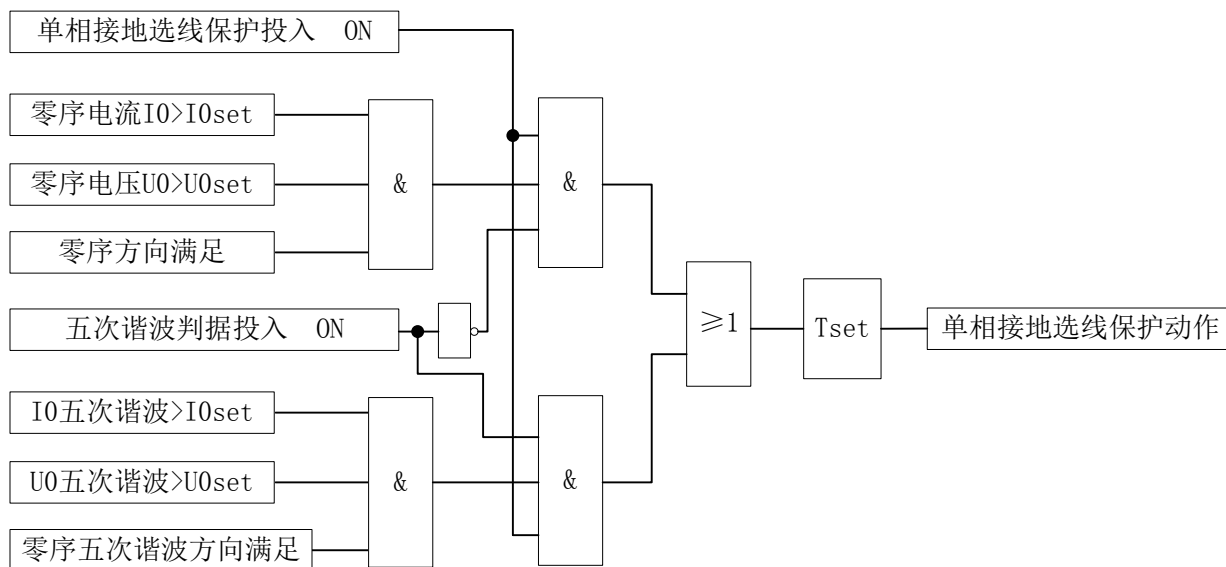 单相接地选线保护投入 ON
零序电流I0>I0set
零序电压U0>U0set
零序方向满足
&
&
五次谐波判据投入 ON
≥1
Tset
单相接地选线保护动作
I0五次谐波>I0set
U0五次谐波>U0set
零序五次谐波方向满足
&
&